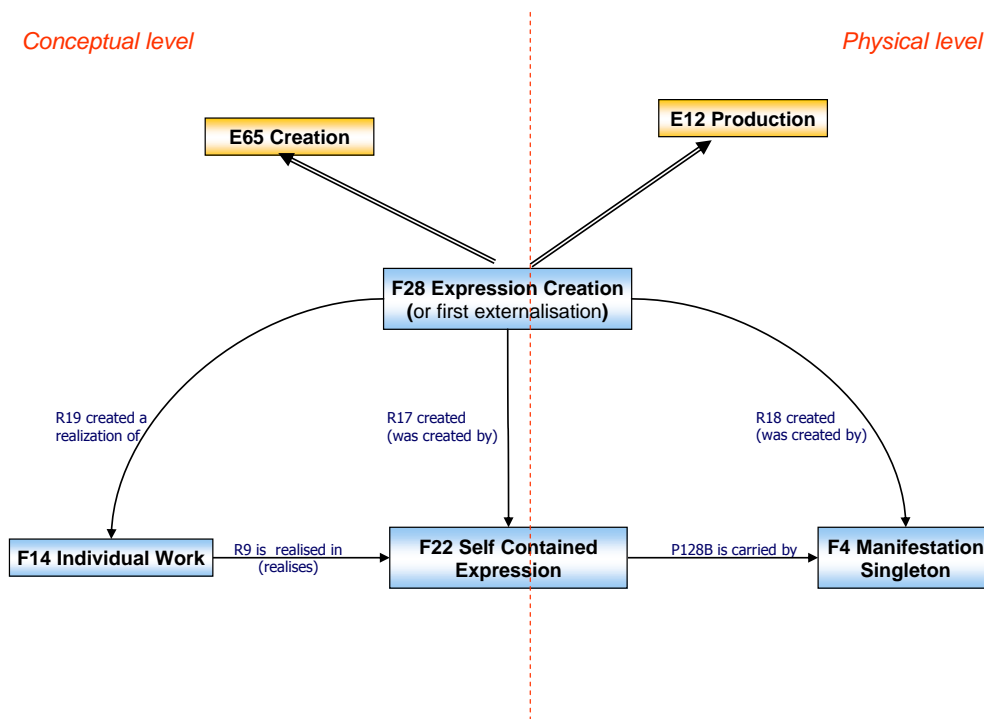 Conceptual level
Physical level
E65 Creation
E12 Production
F28 Expression Creation
(or first externalisation)
R19 created a
realization of
R17 created
(was created by)
R18 created
(was created by)
F14 Individual Work
R9 is  realised in
(realises)
F22 Self Contained
Expression
P128B is carried by
F4 Manifestation
Singleton